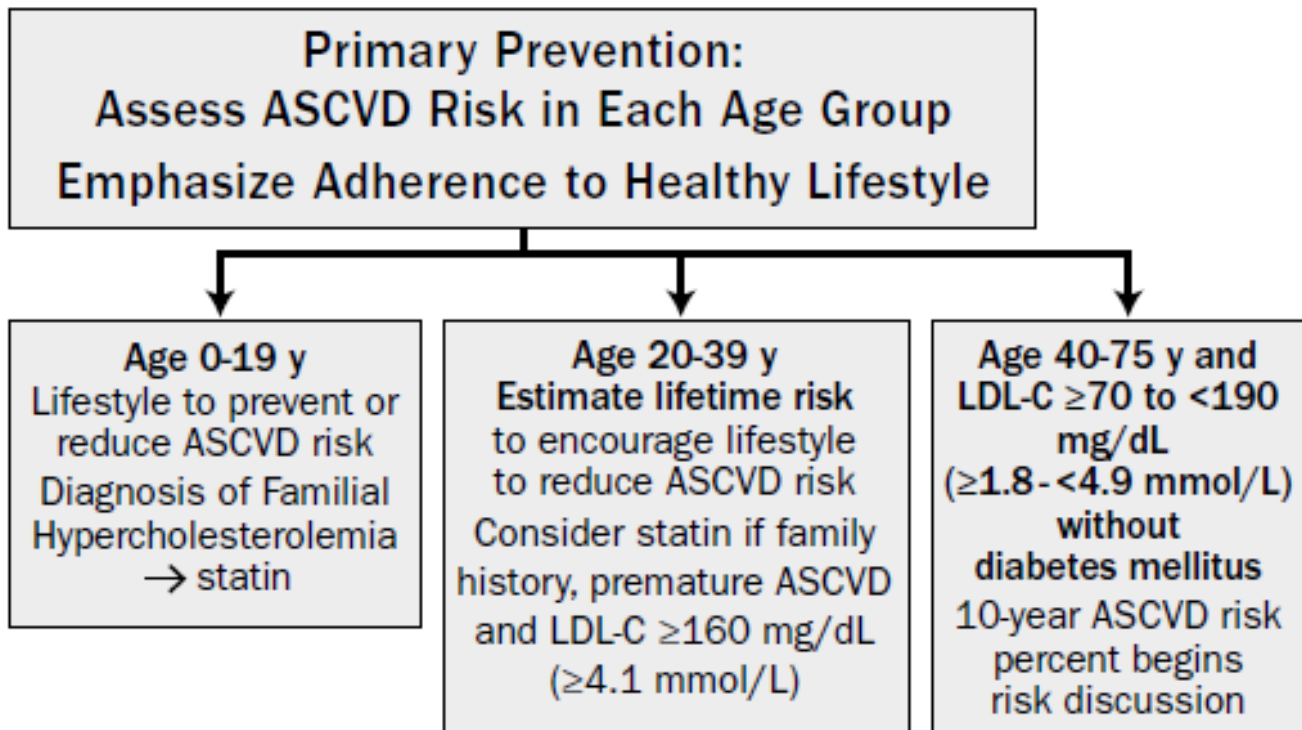 Primary Prevention:
Assess ASCVD Risk in Each Age Group
Emphasize Adherence to Healthy Lifestyle
Age 0-19 y
Lifestyle to prevent or
reduce ASCVD risk
Diagnosis of Familial
Hypercholesterolemia
→ statin
Age 20-39 y
Estimate lifetime risk
to encourage lifestyle
to reduce ASCVD risk
Consider statin if family
history, premature ASCVD
and LDL-C ≥160 mg/dL
(≥4.1 mmol/L)
Age 40-75 y and
LDL-C ≥70 to <190
mg/dL
(≥1.8-<4.9 mmol/L)
without
diabetes mellitus
10-year ASCVD risk
percent begins
risk discussion